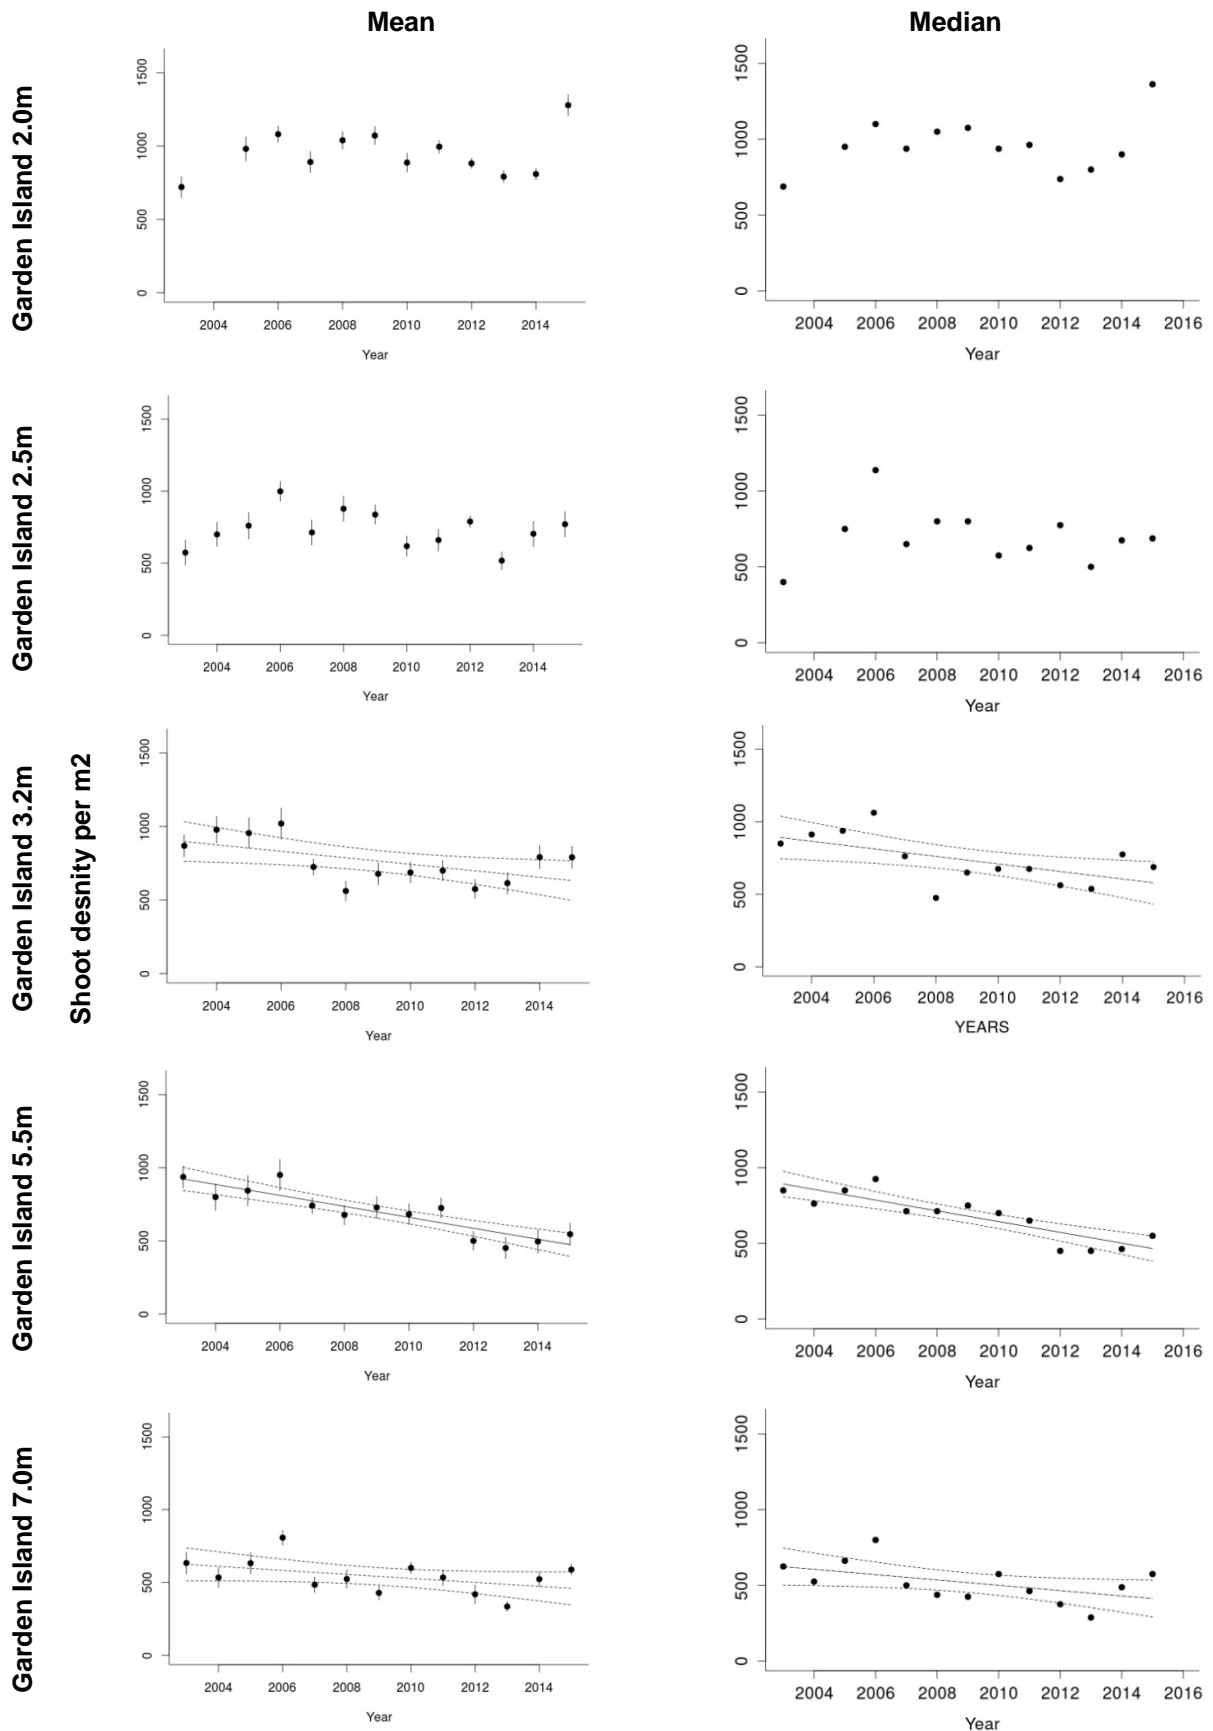 Mean
Median
Garden Island 2.0m
0 500 1000 1500
2004 2006 2008 2010 2012 2014
Year
0 500 1000 1500
2004 2006 2008 2010 2012 2014 2016
Year
Garden Island 2.5m
0 500 1000 1500
2004 2006 2008 2010 2012 2014
Year
0 500 1000 1500
2004 2006 2008 2010 2012 2014 2016
Year
Garden Island 3.2m
Shoot desnity per m2
0 500 1000 1500
2004 2006 2008 2010 2012 2014
Year
0 500 1000 1500
2004 2006 2008 2010 2012 2014 2016
YEARS
Garden Island 5.5m
0 500 1000 1500
2004 2006 2008 2010 2012 2014
Year
0 500 1000 1500
2004 2006 2008 2010 2012 2014 2016
Year
Garden Island 7.0m
0 500 1000 1500
2004 2006 2008 2010 2012 2014
Year
0 500 1000 1500
2004 2006 2008 2010 2012 2014 2016
Year